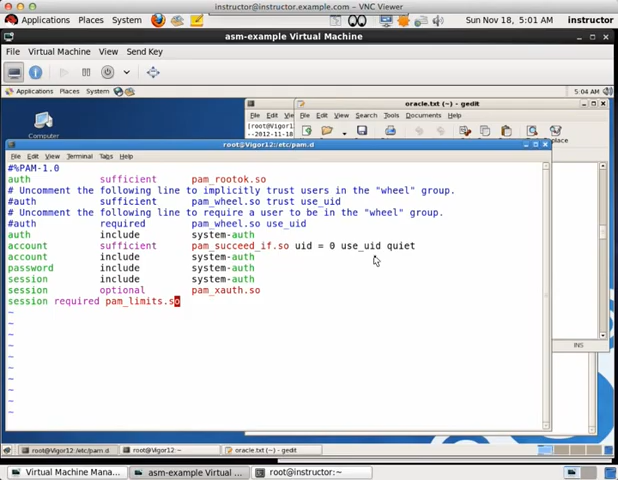 instructor@instructor.example.com - VNC Viewer
Applications Places System Sun Nov 18, 5:01 AM instructor
asm-example Virtual Machine
File Virtual Machine View Send Key
Applications Places System 5:04 AM
oracle.txt (~) - gedit
File Edit File Edit View Search Tools Documents Help
Computer
root@Vigor12:/etc/pam.d
File Edit View Terminal Tabs Help
#%PAM-1.0
auth sufficient pam_rootok.so
# Uncomment the following line to implicitly trust users in the "wheel" group.
#auth sufficient pam_wheel.so trust use_uid
# Uncomment the following line to require a user to be in the "wheel" group.
#auth required pam_wheel.so use_uid
auth include system-auth
account sufficient pam_succeed_if.so uid = 0 use_uid quiet
account include system-auth
password include system-auth
session include system-auth
session optional pam_xauth.so
session required pam_limits.so
~
~
~
~
~
~
~
~
~
INS
root@Vigor12:/etc/pam.d root@Vigor12:~ oracle.txt (~) - gedit
Virtual Machine Mana... asm-example Virtual ... root@instructor:~